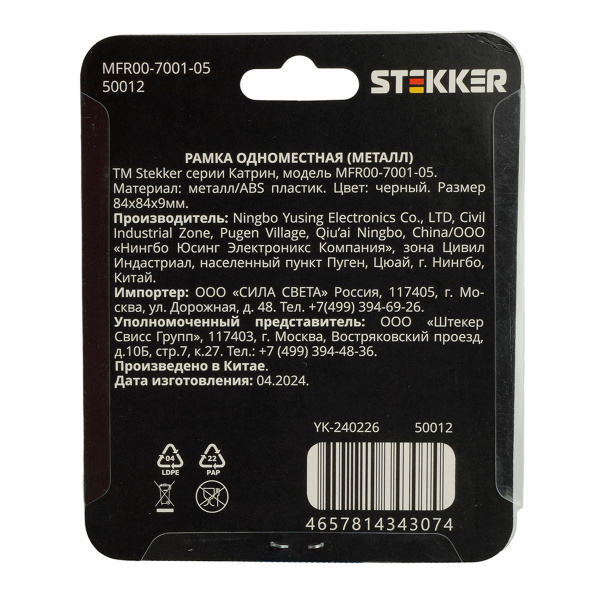 MFR00-7001-05
50012
STEKKER
РАМКА ОДНОМЕСТНАЯ (МЕТАЛЛ)
ТМ Stekker серии Катрин, модель MFR00-7001-05.
Материал: металл/ABS пластик. Цвет: черный. Размер
84х84х9мм.
Производитель: Ningbo Yusing Electronics Co., LTD, Civil
Industrial Zone, Pugen Village, Qiu’ai Ningbo, China/ООО
«Нингбо Юсинг Электроникс Компания», зона Цивил
Индастриал, населенный пункт Пуген, Цюай, г. Нингбо,
Китай.
Импортер: ООО «СИЛА СВЕТА» Россия, 117405, г. Мо-
сква, ул. Дорожная, д. 48. Тел. +7(499) 394-69-26.
Уполномоченный представитель: ООО «Штекер
Свисс Групп», 117403, г. Москва, Востряковский проезд,
д.10Б, стр.7, к.27. Тел.: +7 (499) 394-48-36.
Произведено в Китае.
Дата изготовления: 04.2024.
YK-240226 50012
04 22
LDPE PAP
4657814343074